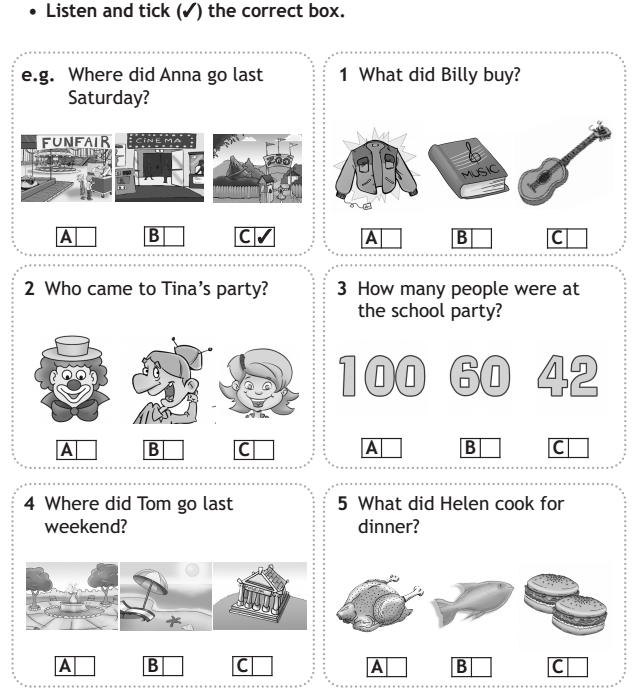 • Listen and tick (✓) the correct box.
e.g. Where did Anna go last
Saturday?
FUNFAIR
CINEMA
ZOO
A
B
C ✓
1 What did Billy buy?
MUSIC
A
B
C
2 Who came to Tina's party?
A
B
C
3 How many people were at
the school party?
100
60
42
A
B
C
4 Where did Tom go last
weekend?
A
B
C
5 What did Helen cook for
dinner?
A
B
C